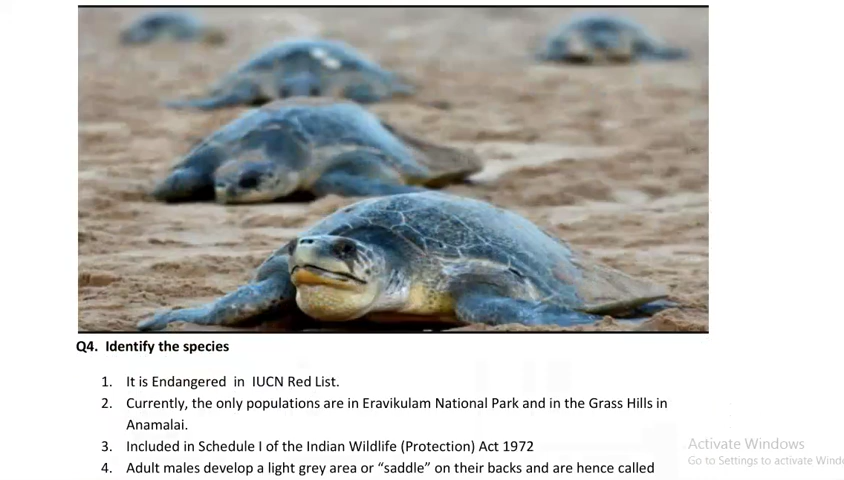 Q4. Identify the species
1. It is Endangered in IUCN Red List.
2. Currently, the only populations are in Eravikulam National Park and in the Grass Hills in
Anamalai.
3. Included in Schedule I of the Indian Wildlife (Protection) Act 1972
4. Adult males develop a light grey area or “saddle” on their backs and are hence called
Activate Windows
Go to Settings to activate Winde